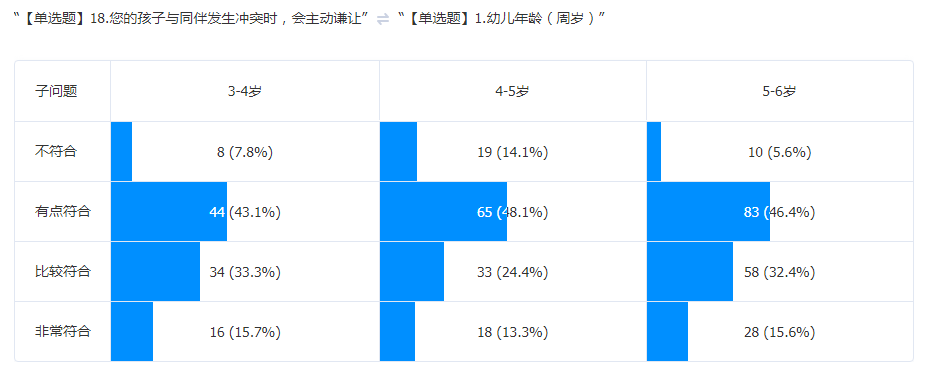 “【单选题】18.您的孩子与同伴发生冲突时，会主动谦让” ⇌ “【单选题】1.幼儿年龄（周岁）”
子问题 3-4岁 4-5岁 5-6岁
不符合 8 (7.8%) 19 (14.1%) 10 (5.6%)
有点符合 44 (43.1%) 65 (48.1%) 83 (46.4%)
比较符合 34 (33.3%) 33 (24.4%) 58 (32.4%)
非常符合 16 (15.7%) 18 (13.3%) 28 (15.6%)